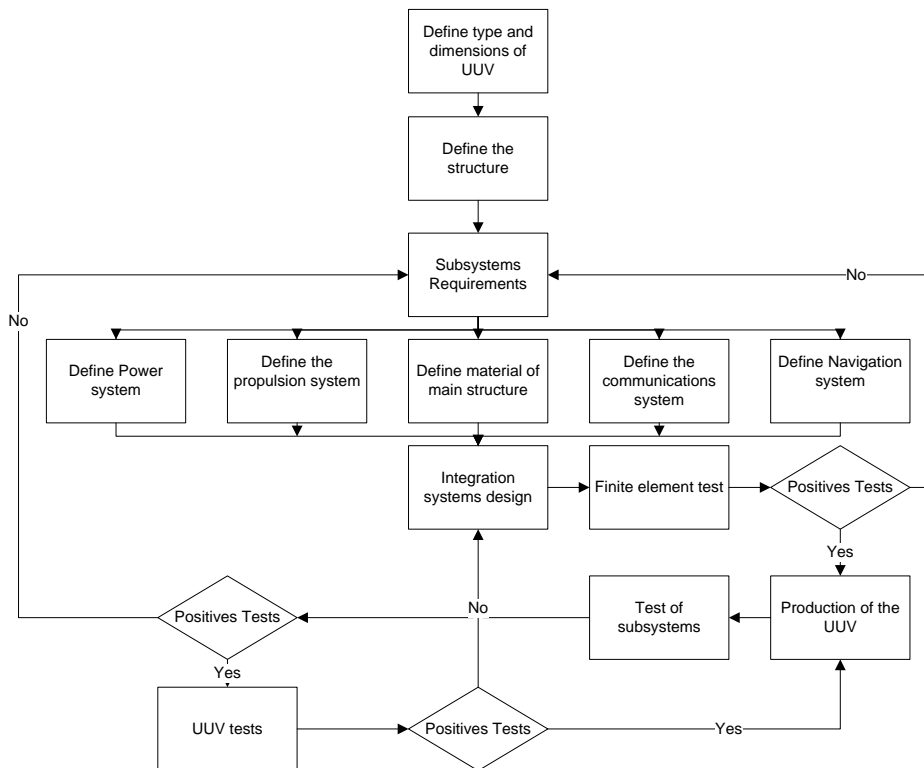 Define type and
dimensions of
UUV
Define the
structure
Subsystems
Requirements
No
No
Define Power
system
Define the
propulsion system
Define material of
main structure
Define the
communications
system
Define Navigation
system
Integration
systems design
Finite element test
Positives Tests
Yes
Positives Tests
No
Test of
subsystems
Production of the
UUV
Yes
UUV tests
Positives Tests
Yes